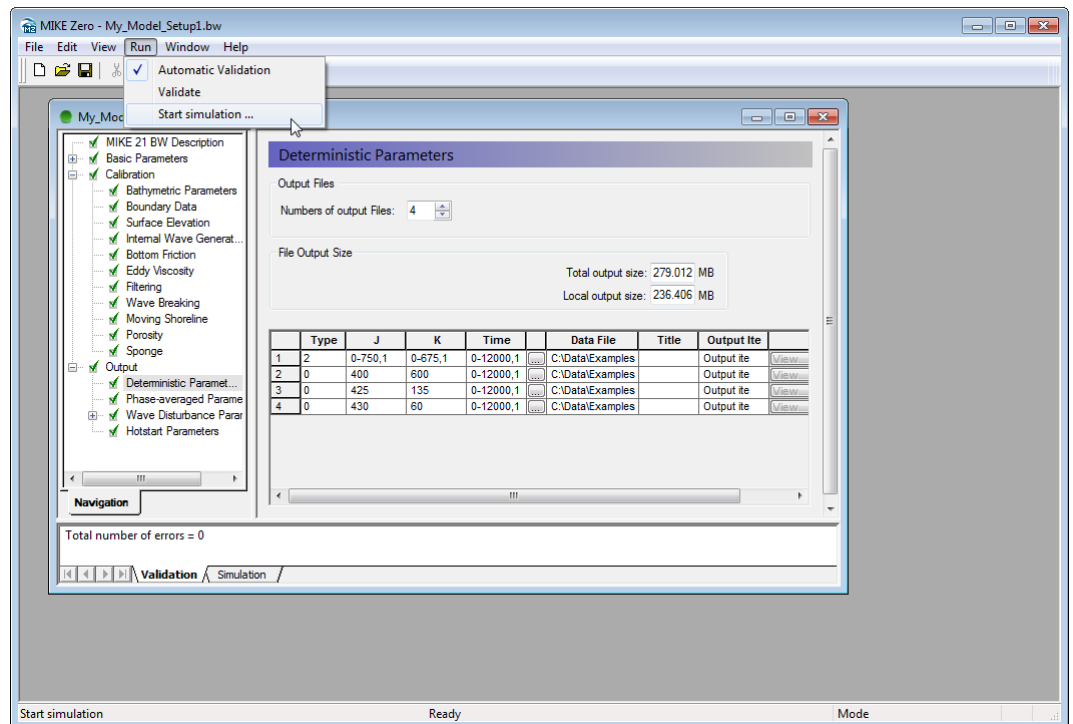 MIKE Zero - My_Model_Setup1.bw
File Edit View Run Window Help
Automatic Validation
Validate
Start simulation ...
My_Moc
MIKE 21 BW Description
Basic Parameters
Calibration
Bathymetric Parameters
Boundary Data
Surface Elevation
Internal Wave Generat...
Bottom Friction
Eddy Viscosity
Filtering
Wave Breaking
Moving Shoreline
Porosity
Sponge
Output
Deterministic Paramet...
Phase-averaged Parame
Wave Disturbance Parar
Hotstart Parameters
Navigation
Deterministic Parameters
Output Files
Numbers of output Files: 4
File Output Size
Total output size: 279.012 MB
Local output size: 236.406 MB
Type J K Time Data File Title Output Ite
1 2 0-750,1 0-675,1 0-12000,1 ... C:\Data\Examples Output ite View...
2 0 400 600 0-12000,1 ... C:\Data\Examples Output ite View...
3 0 425 135 0-12000,1 ... C:\Data\Examples Output ite View...
4 0 430 60 0-12000,1 ... C:\Data\Examples Output ite View...
Total number of errors = 0
Validation Simulation
Start simulation Ready Mode